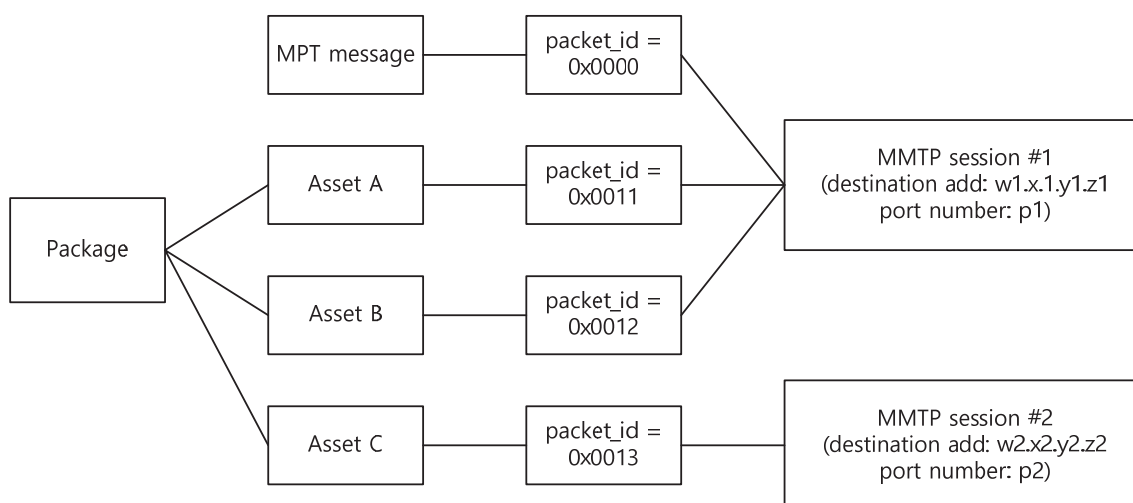 MPT message
packet_id =
0x0000
Asset A
packet_id =
0x0011
MMTP session #1
(destination add: w1.x.1.y1.z1
port number: p1)
Package
Asset B
packet_id =
0x0012
Asset C
packet_id =
0x0013
MMTP session #2
(destination add: w2.x2.y2.z2
port number: p2)